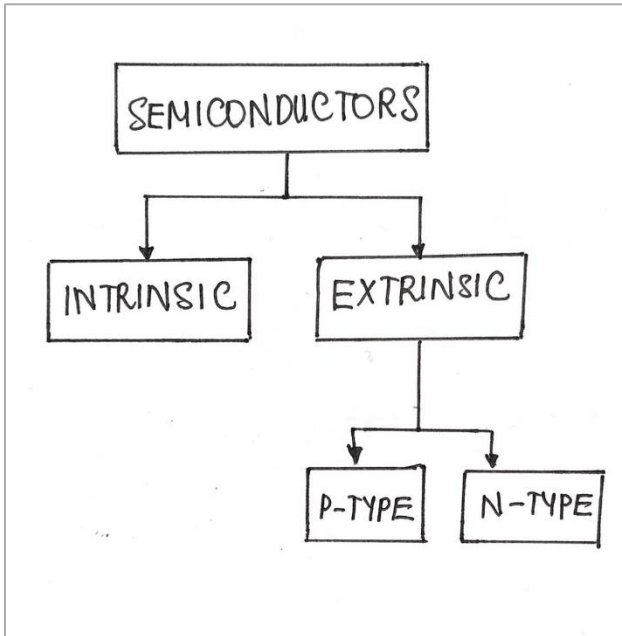 SEMICONDUCTORS
INTRINSIC
EXTRINSIC
P-TYPE
N-TYPE